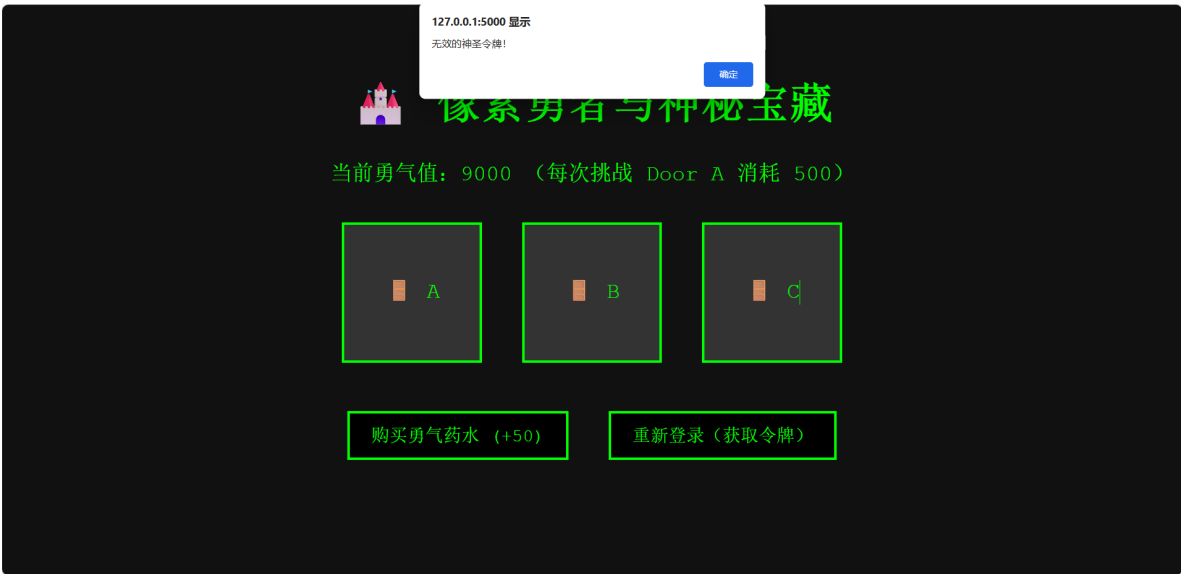 127.0.0.1:5000 显示
无效的神圣令牌!
确定
像素勇者与神秘宝藏
当前勇气值: 9000 (每次挑战 Door A 消耗 500)
A
B
C
购买勇气药水 (+50)
重新登录(获取令牌)